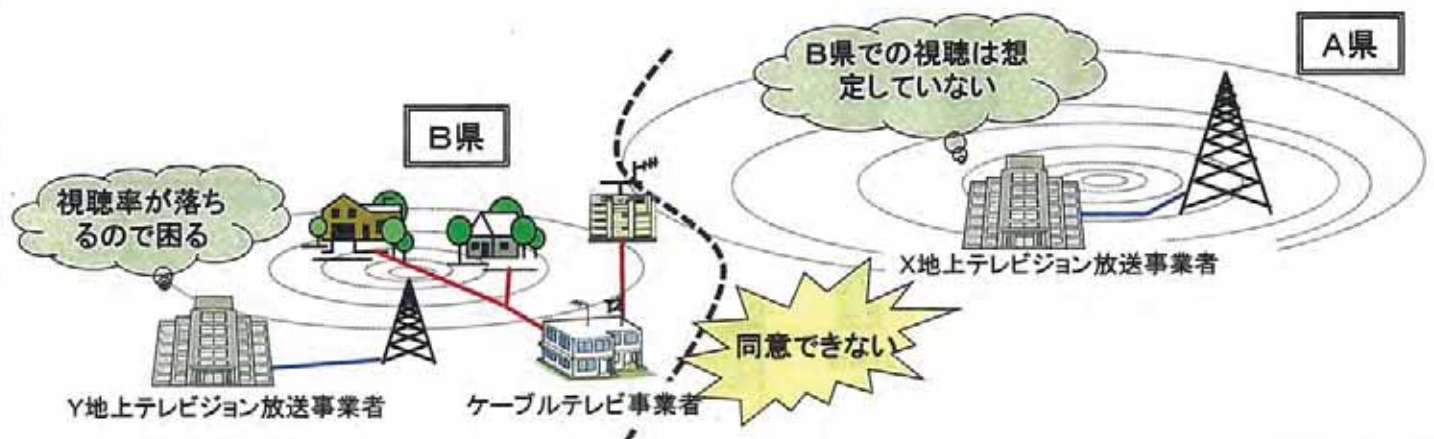 A県
B県での視聴は想
定していない
B県
視聴率が落ち
るので困る
X地上テレビジョン放送事業者
同意できない
Y地上テレビジョン放送事業者
ケーブルテレビ事業者